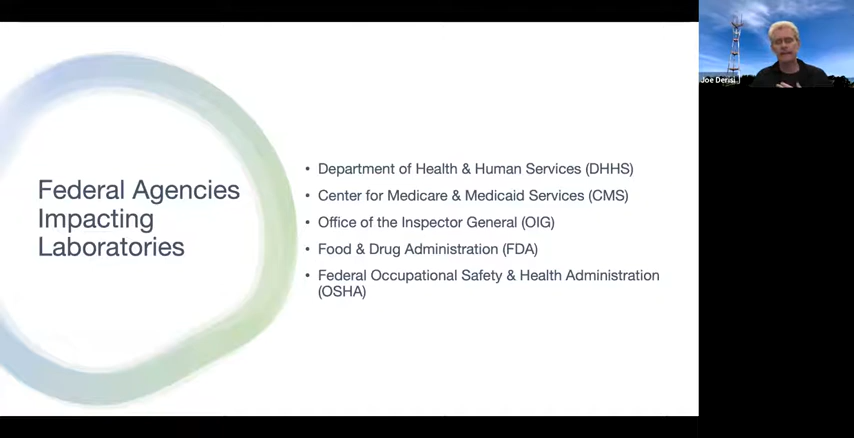 Federal Agencies
Impacting
Laboratories
• Department of Health & Human Services (DHHS)
• Center for Medicare & Medicaid Services (CMS)
• Office of the Inspector General (OIG)
• Food & Drug Administration (FDA)
• Federal Occupational Safety & Health Administration
(OSHA)
Joe Derisi